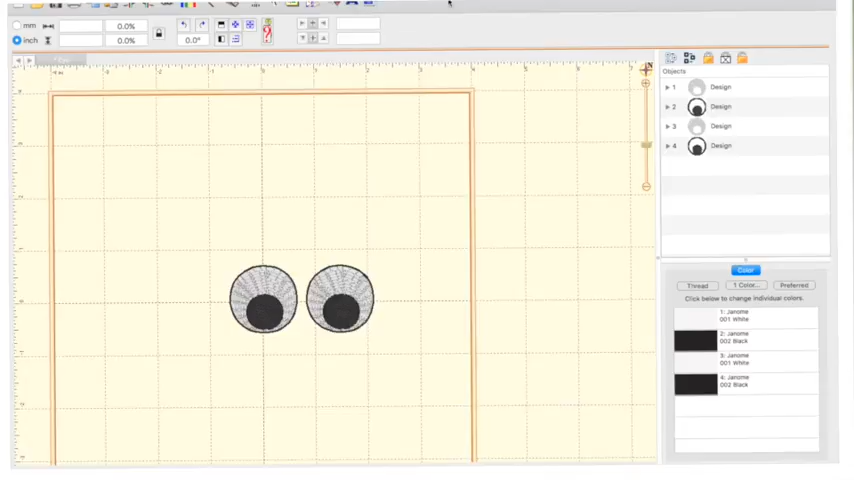 mm
0.0%
inch
0.0%
0.0°
?
N
Objects
1 Design
2 Design
3 Design
4 Design
Color
Thread
1 Color...
Preferred
Click below to change individual colors.
1: Janome
001 White
2: Janome
002 Black
3: Janome
001 White
4: Janome
002 Black